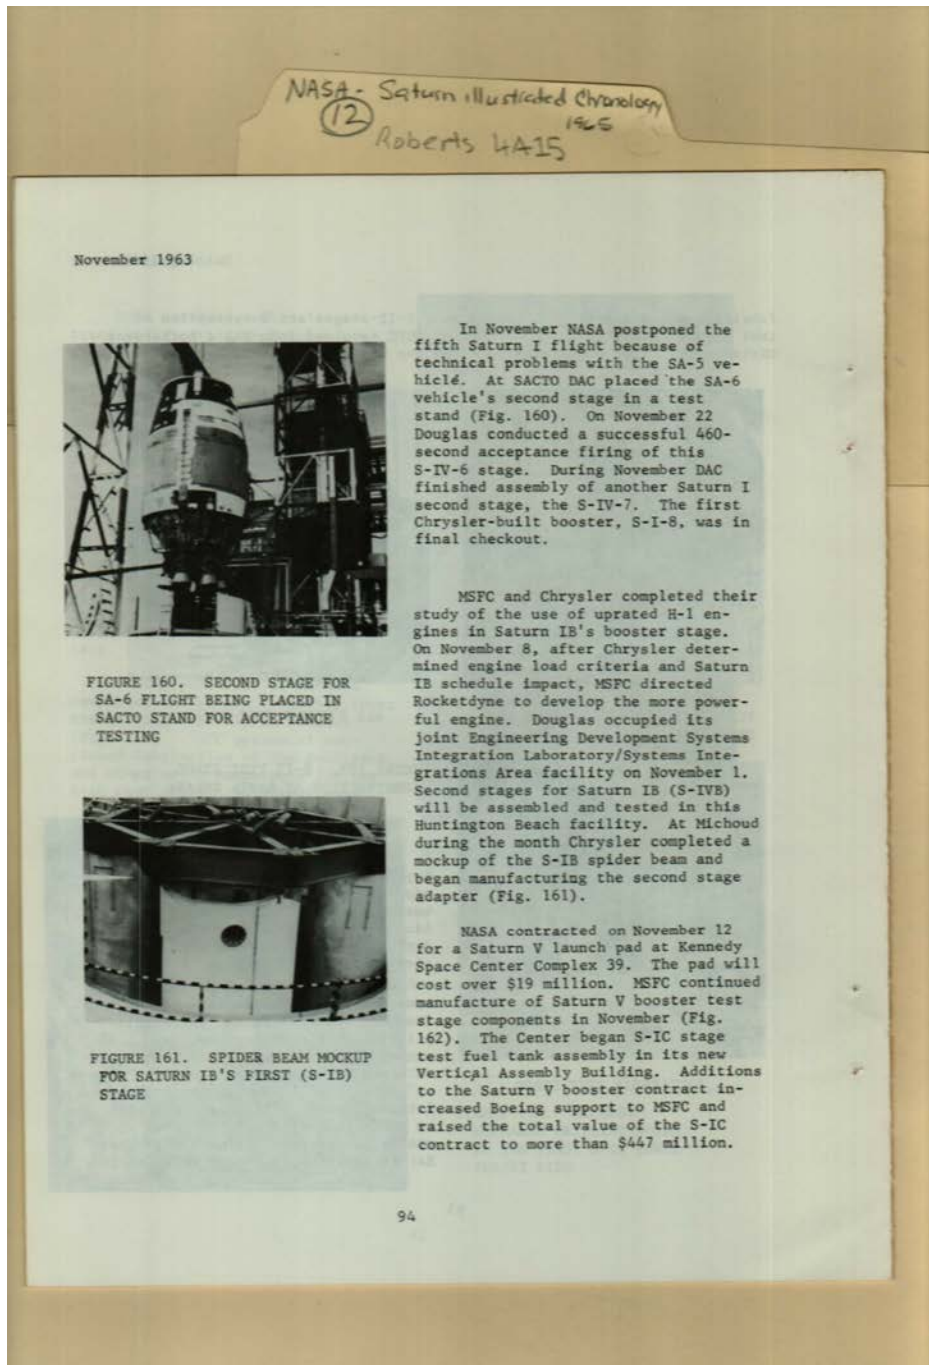 NASA - Saturn illustrated Chronology
12
1965
Roberts 4A15
November 1963
In November NASA postponed the
fifth Saturn I flight because of
technical problems with the SA-5 ve-
hicle. At SACTO DAC placed the SA-6
vehicle's second stage in a test
stand (Fig. 160). On November 22
Douglas conducted a successful 460-
second acceptance firing of this
S-IV-6 stage. During November DAC
finished assembly of another Saturn I
second stage, the S-IV-7. The first
Chrysler-built booster, S-I-8, was in
final checkout.
FIGURE 160. SECOND STAGE FOR
SA-6 FLIGHT BEING PLACED IN
SACTO STAND FOR ACCEPTANCE
TESTING
MSFC and Chrysler completed their
study of the use of uprated H-1 en-
gines in Saturn IB's booster stage.
On November 8, after Chrysler deter-
mined engine load criteria and Saturn
IB schedule impact, MSFC directed
Rocketdyne to develop the more power-
ful engine. Douglas occupied its
joint Engineering Development Systems
Integration Laboratory/Systems Inte-
grations Area facility on November 1.
Second stages for Saturn IB (S-IVB)
will be assembled and tested in this
Huntington Beach facility. At Michoud
during the month Chrysler completed a
mockup of the S-IB spider beam and
began manufacturing the second stage
adapter (Fig. 161).
FIGURE 161. SPIDER BEAM MOCKUP
FOR SATURN IB'S FIRST (S-IB)
STAGE
NASA contracted on November 12
for a Saturn V launch pad at Kennedy
Space Center Complex 39. The pad will
cost over $19 million. MSFC continued
manufacture of Saturn V booster test
stage components in November (Fig.
162). The Center began S-IC stage
test fuel tank assembly in its new
Vertical Assembly Building. Additions
to the Saturn V booster contract in-
creased Boeing support to MSFC and
raised the total value of the S-IC
contract to more than $447 million.
94